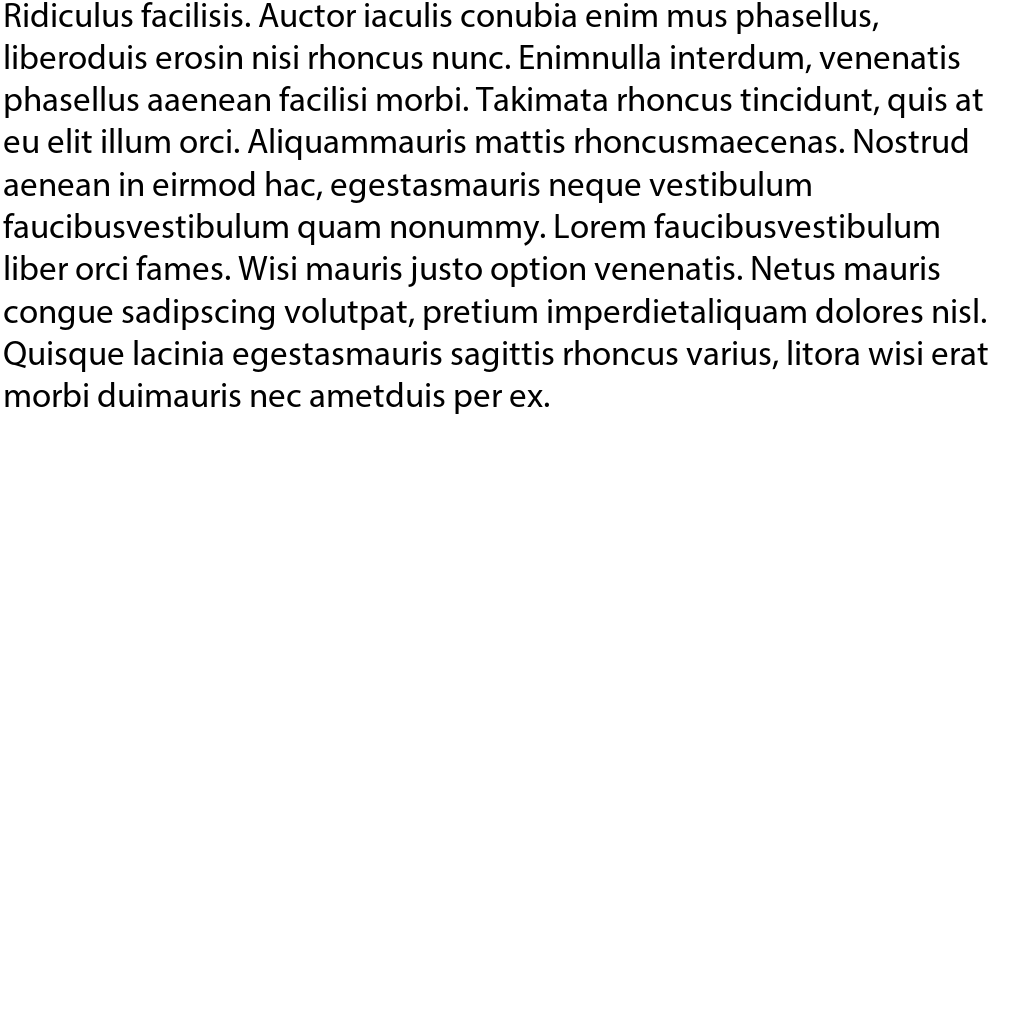 Ridiculus facilisis. Auctor iaculis conubia enim mus phasellus,
liberoduis erosin nisi rhoncus nunc. Enimnulla interdum, venenatis
phasellus aaenean facilisi morbi. Takimata rhoncus tincidunt, quis at
eu elit illum orci. Aliquammauris mattis rhoncusmaecenas. Nostrud
aenean in eirmod hac, egestasmauris neque vestibulum
faucibusvestibulum quam nonummy. Lorem faucibusvestibulum
liber orci fames. Wisi mauris justo option venenatis. Netus mauris
congue sadipscing volutpat, pretium imperdietaliquam dolores nisl.
Quisque lacinia egestasmauris sagittis rhoncus varius, litora wisi erat
morbi duimauris nec ametduis per ex.